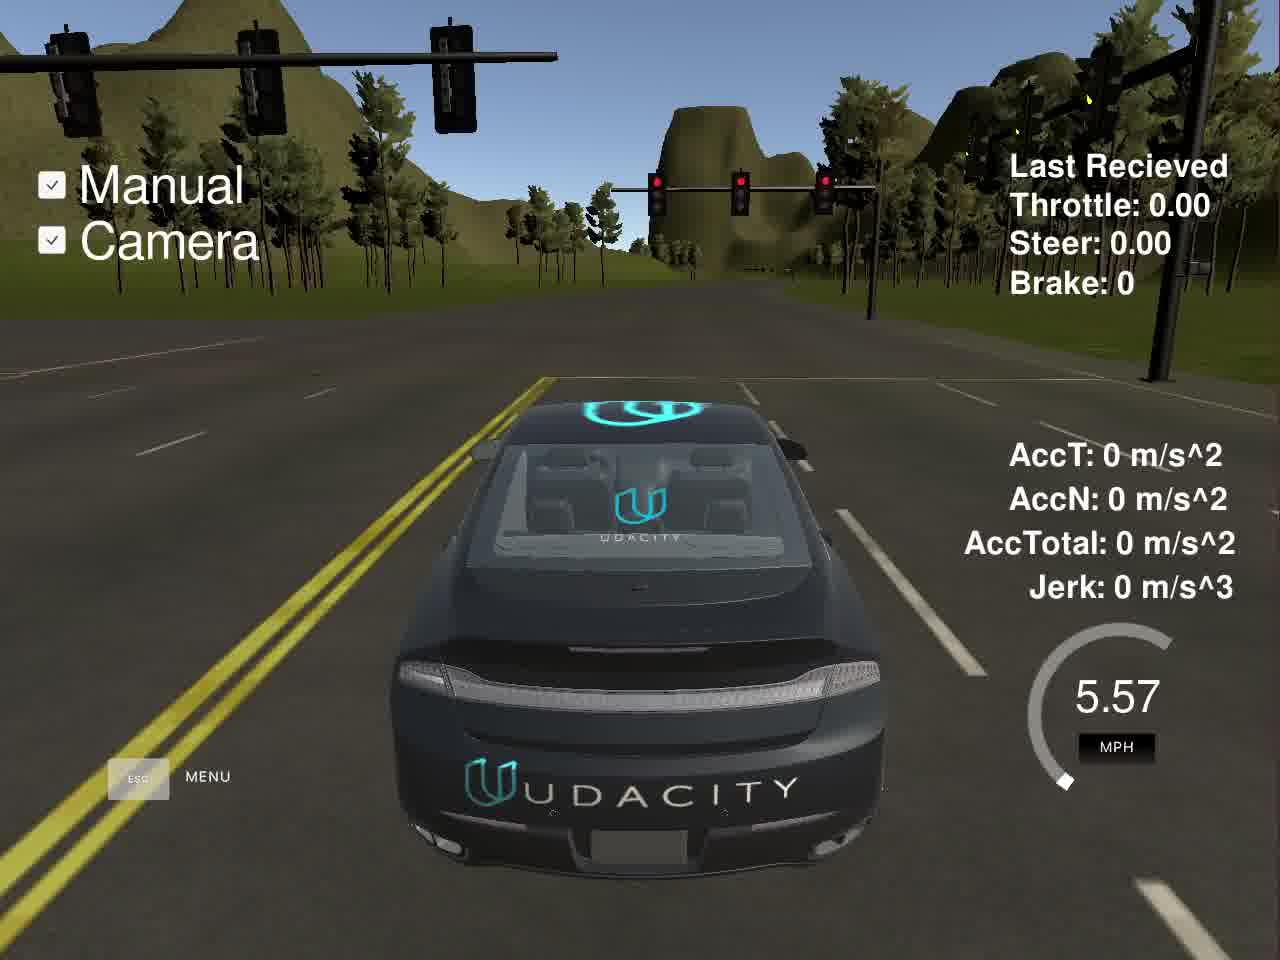 Manual
Camera
Last Recieved
Throttle: 0.00
Steer: 0.00
Brake: 0
AccT: 0 m/s^2
AccN: 0 m/s^2
AccTotal: 0 m/s^2
Jerk: 0 m/s^3
UDACITY
5.57
MPH
ESC MENU
UDACITY